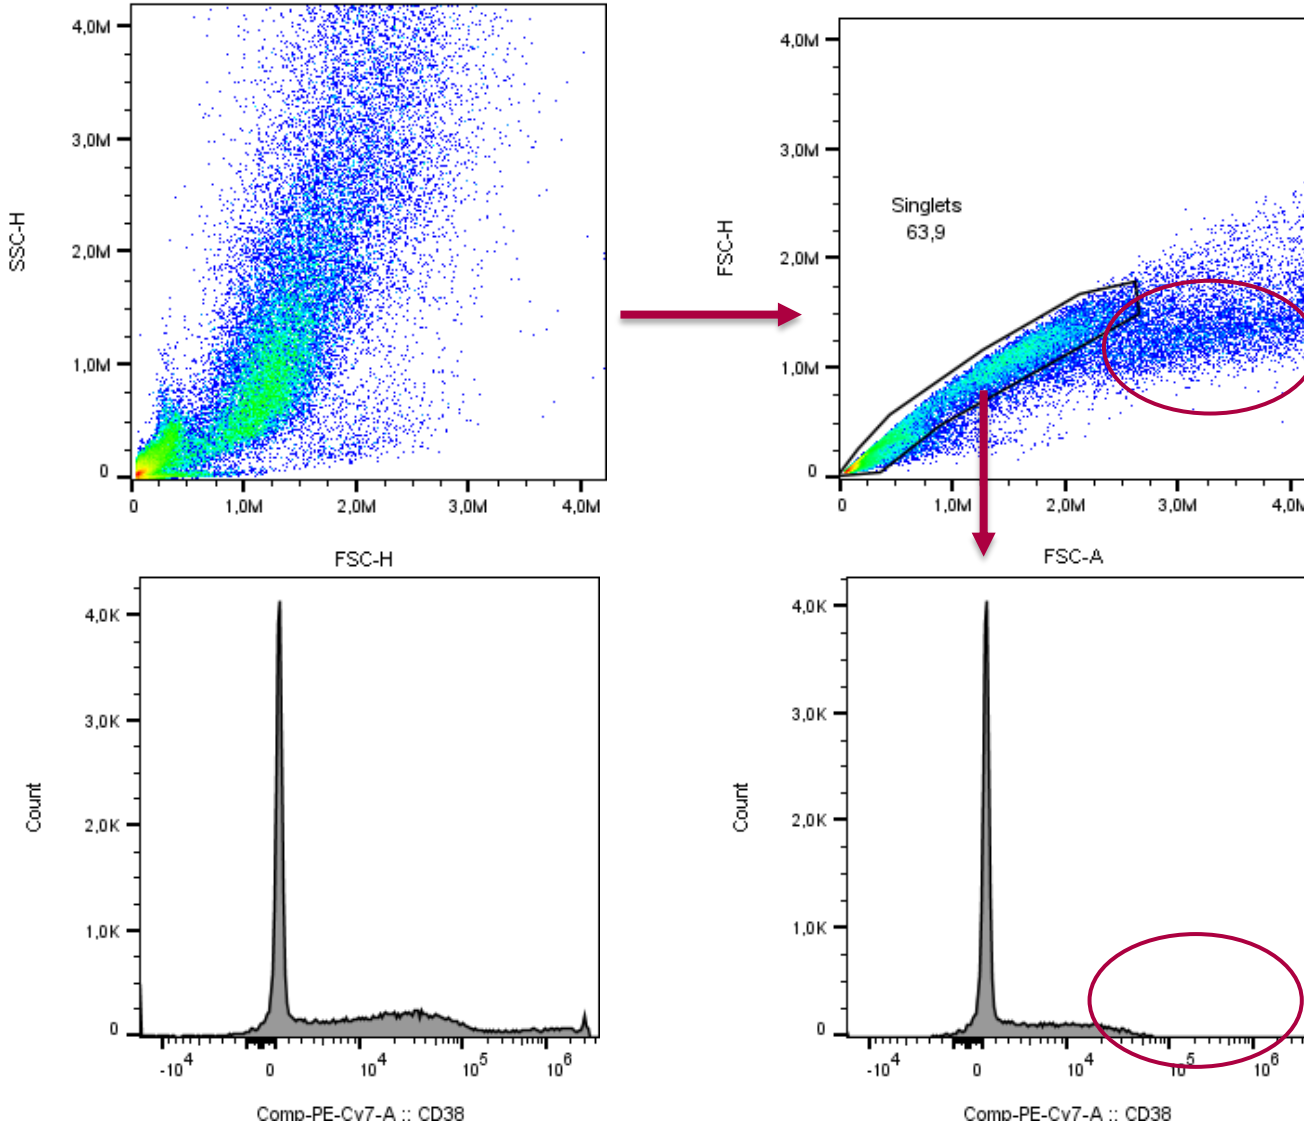 4,0M
3,0M
2,0M
1,0M
0
SSC-H
0 1,0M 2,0M 3,0M 4,0M
FSC-H
4,0M
3,0M
2,0M
1,0M
0
FSC-H
Singlets
63,9
0 1,0M 2,0M 3,0M 4,0M
FSC-A
4,0K
3,0K
2,0K
1,0K
0
Count
-10^4 0 10^4 10^5 10^6
Comp-PE-Cy7-A :: CD38
4,0K
3,0K
2,0K
1,0K
0
Count
-10^4 0 10^4 10^5 10^6
Comp-PE-Cy7-A :: CD38